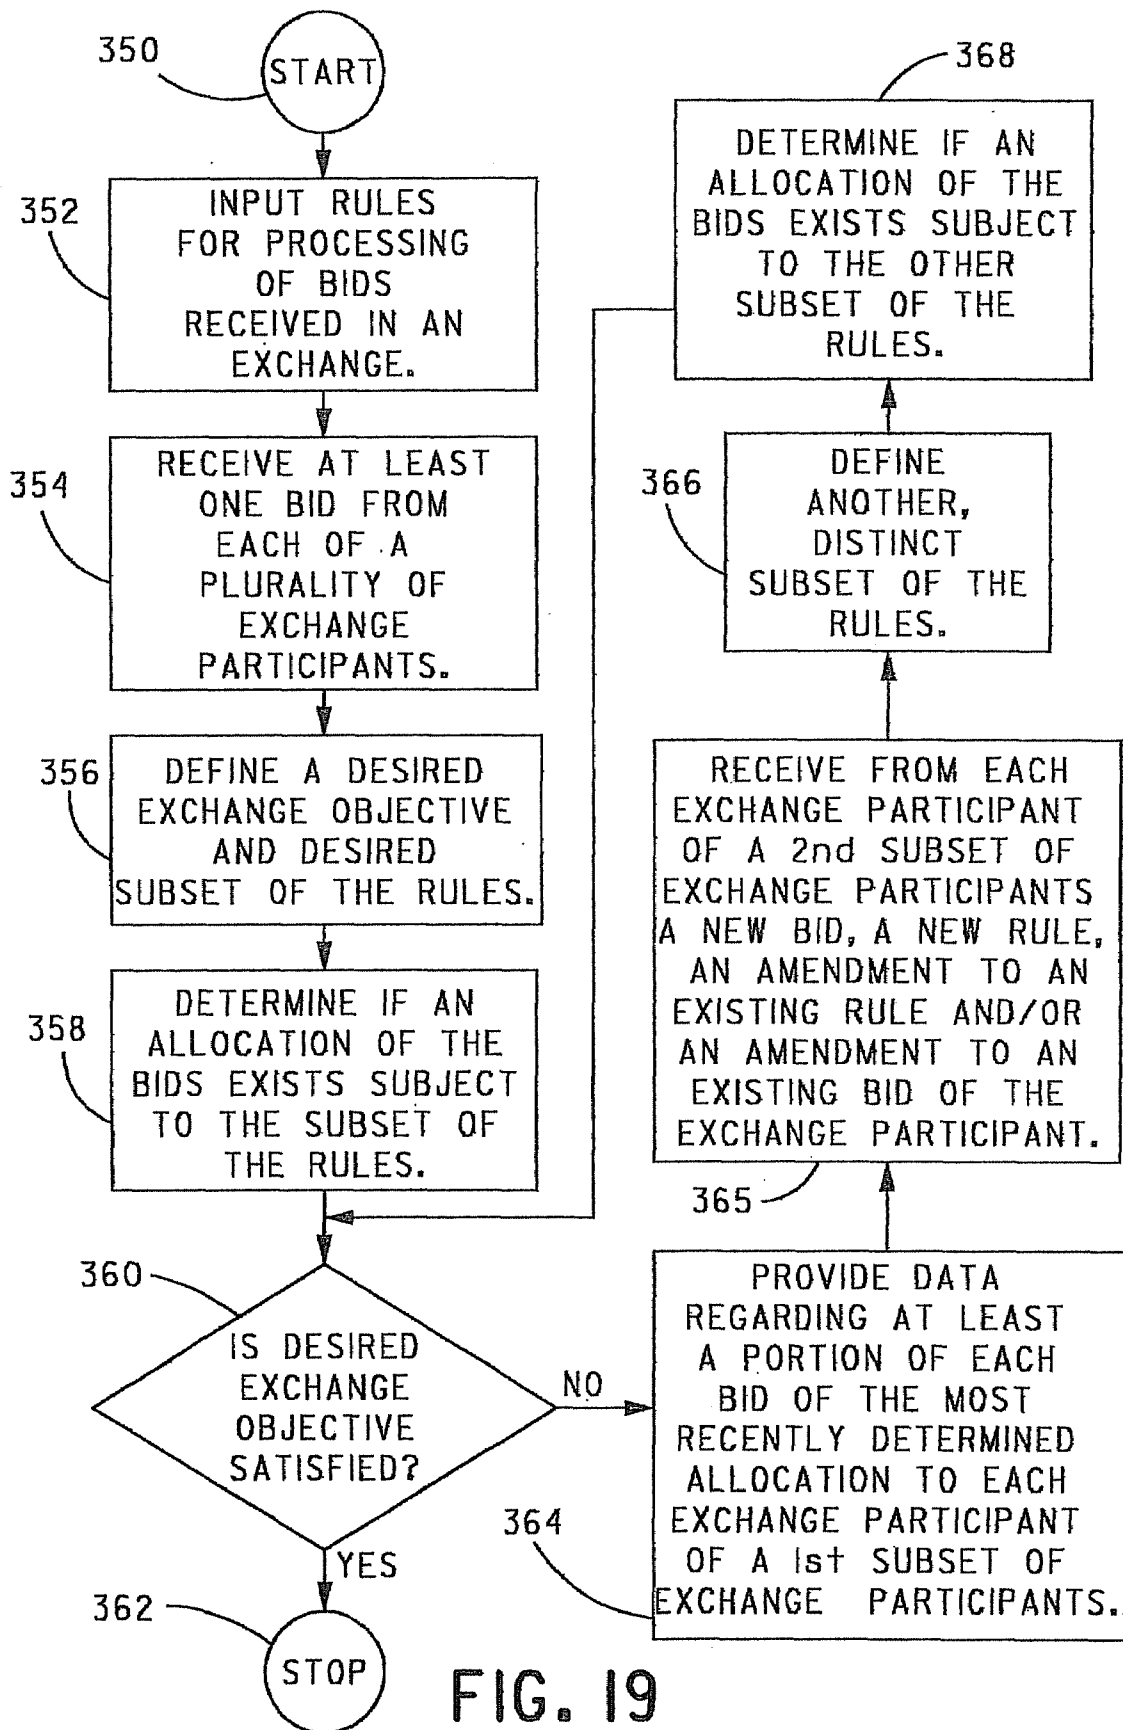 350
START
352
INPUT RULES
FOR PROCESSING
OF BIDS
RECEIVED IN AN
EXCHANGE.
354
RECEIVE AT LEAST
ONE BID FROM
EACH OF A
PLURALITY OF
EXCHANGE
PARTICIPANTS.
356
DEFINE A DESIRED
EXCHANGE OBJECTIVE
AND DESIRED
SUBSET OF THE RULES.
358
DETERMINE IF AN
ALLOCATION OF THE
BIDS EXISTS SUBJECT
TO THE SUBSET OF
THE RULES.
360
IS DESIRED
EXCHANGE
OBJECTIVE
SATISFIED?
NO
YES
362
STOP
364
PROVIDE DATA
REGARDING AT LEAST
A PORTION OF EACH
BID OF THE MOST
RECENTLY DETERMINED
ALLOCATION TO EACH
EXCHANGE PARTICIPANT
OF A 1st SUBSET OF
EXCHANGE PARTICIPANTS.
365
RECEIVE FROM EACH
EXCHANGE PARTICIPANT
OF A 2nd SUBSET OF
EXCHANGE PARTICIPANTS
A NEW BID, A NEW RULE,
AN AMENDMENT TO AN
EXISTING RULE AND/OR
AN AMENDMENT TO AN
EXISTING BID OF THE
EXCHANGE PARTICIPANT.
366
DEFINE
ANOTHER,
DISTINCT
SUBSET OF THE
RULES.
368
DETERMINE IF AN
ALLOCATION OF THE
BIDS EXISTS SUBJECT
TO THE OTHER
SUBSET OF THE
RULES.
FIG. 19